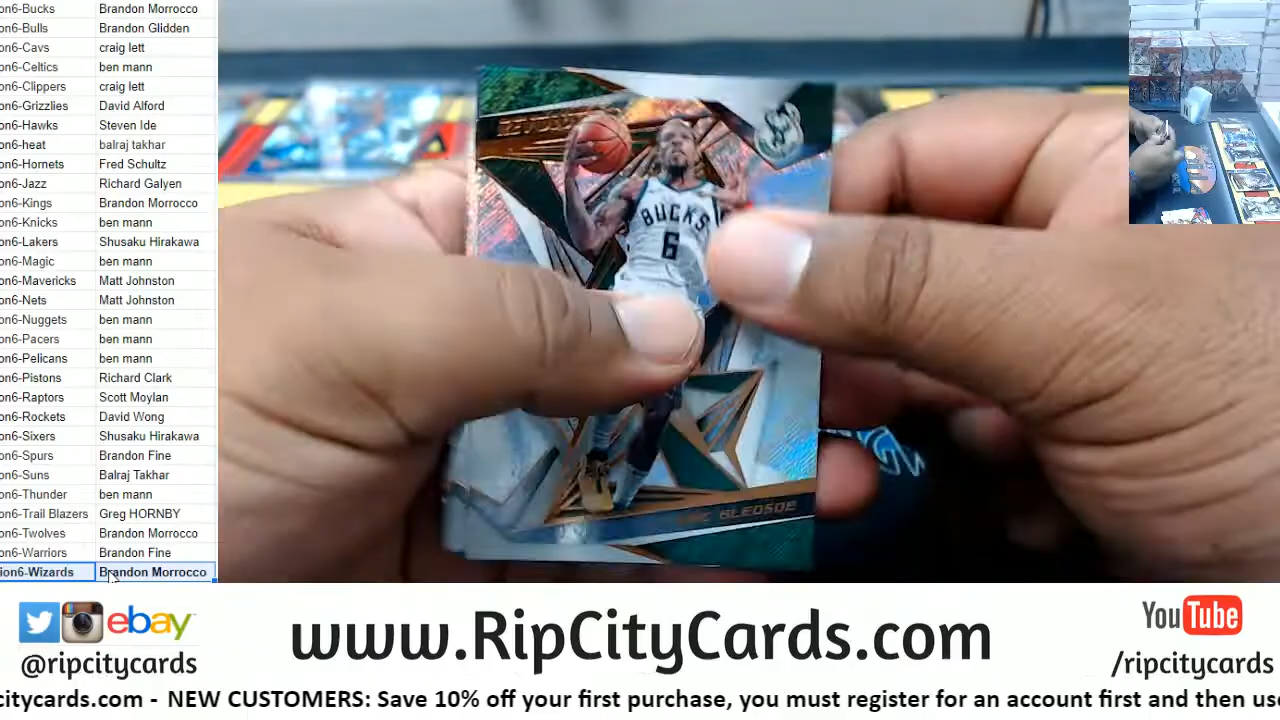 on6-Bucks Brandon Morrocco
on6-Bulls Brandon Glidden
on6-Cavs craig lett
on6-Celtics ben mann
on6-Clippers craig lett
on6-Grizzlies David Alford
on6-Hawks Steven Ide
on6-heat balraj takhar
on6-Hornets Fred Schultz
on6-Jazz Richard Galyen
on6-Kings Brandon Morrocco
on6-Knicks ben mann
on6-Lakers Shusaku Hirakawa
on6-Magic ben mann
on6-Mavericks Matt Johnston
on6-Nets Matt Johnston
on6-Nuggets ben mann
on6-Pacers ben mann
on6-Pelicans ben mann
on6-Pistons Richard Clark
on6-Raptors Scott Moylan
on6-Rockets David Wong
on6-Sixers Shusaku Hirakawa
on6-Spurs Brandon Fine
on6-Suns Balraj Takhar
on6-Thunder ben mann
on6-Trail Blazers Greg HORNBY
on6-Twolves Brandon Morrocco
on6-Warriors Brandon Fine
ion6-Wizards Brandon Morrocco
BUCKS
6
BLEDSOE
ebay
@ripcitycards
www.RipCityCards.com
YouTube
/ripcitycards
citycards.com - NEW CUSTOMERS: Save 10% off your first purchase, you must register for an account first and then use